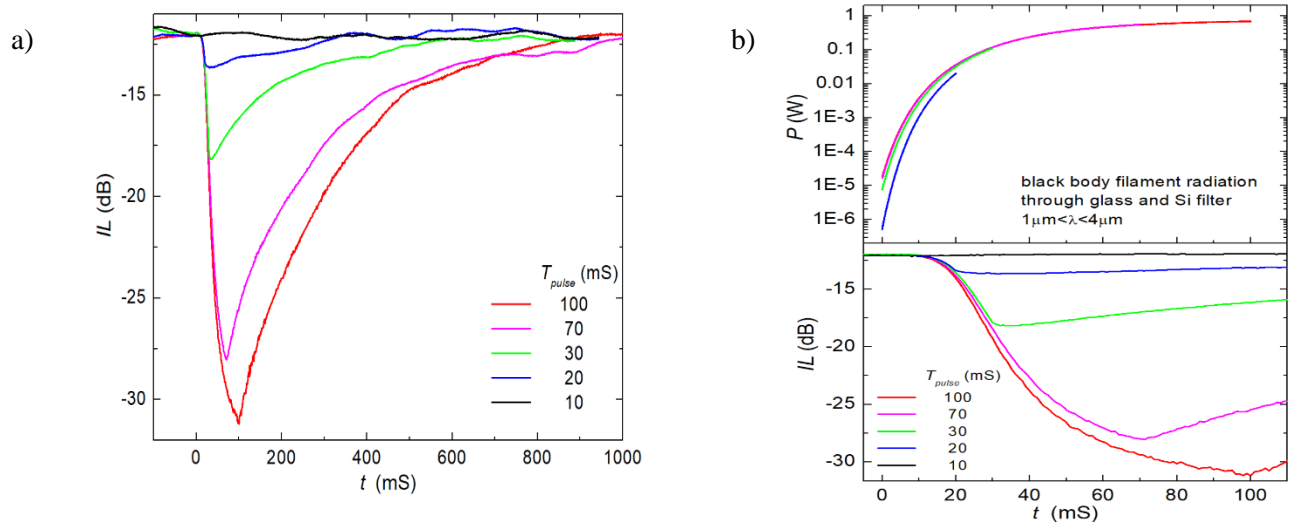 a)
IL (dB)
-15
-20
-25
-30
T_pulse (mS)
100
70
30
20
10
0 200 400 600 800 1000
t (mS)
b)
P (W)
1
0.1
0.01
1E-3
1E-4
1E-5
1E-6
black body filament radiation
through glass and Si filter
1μm<λ<4μm
IL (dB)
-15
-20
-25
-30
T_pulse (mS)
100
70
30
20
10
0 20 40 60 80 100
t (mS)